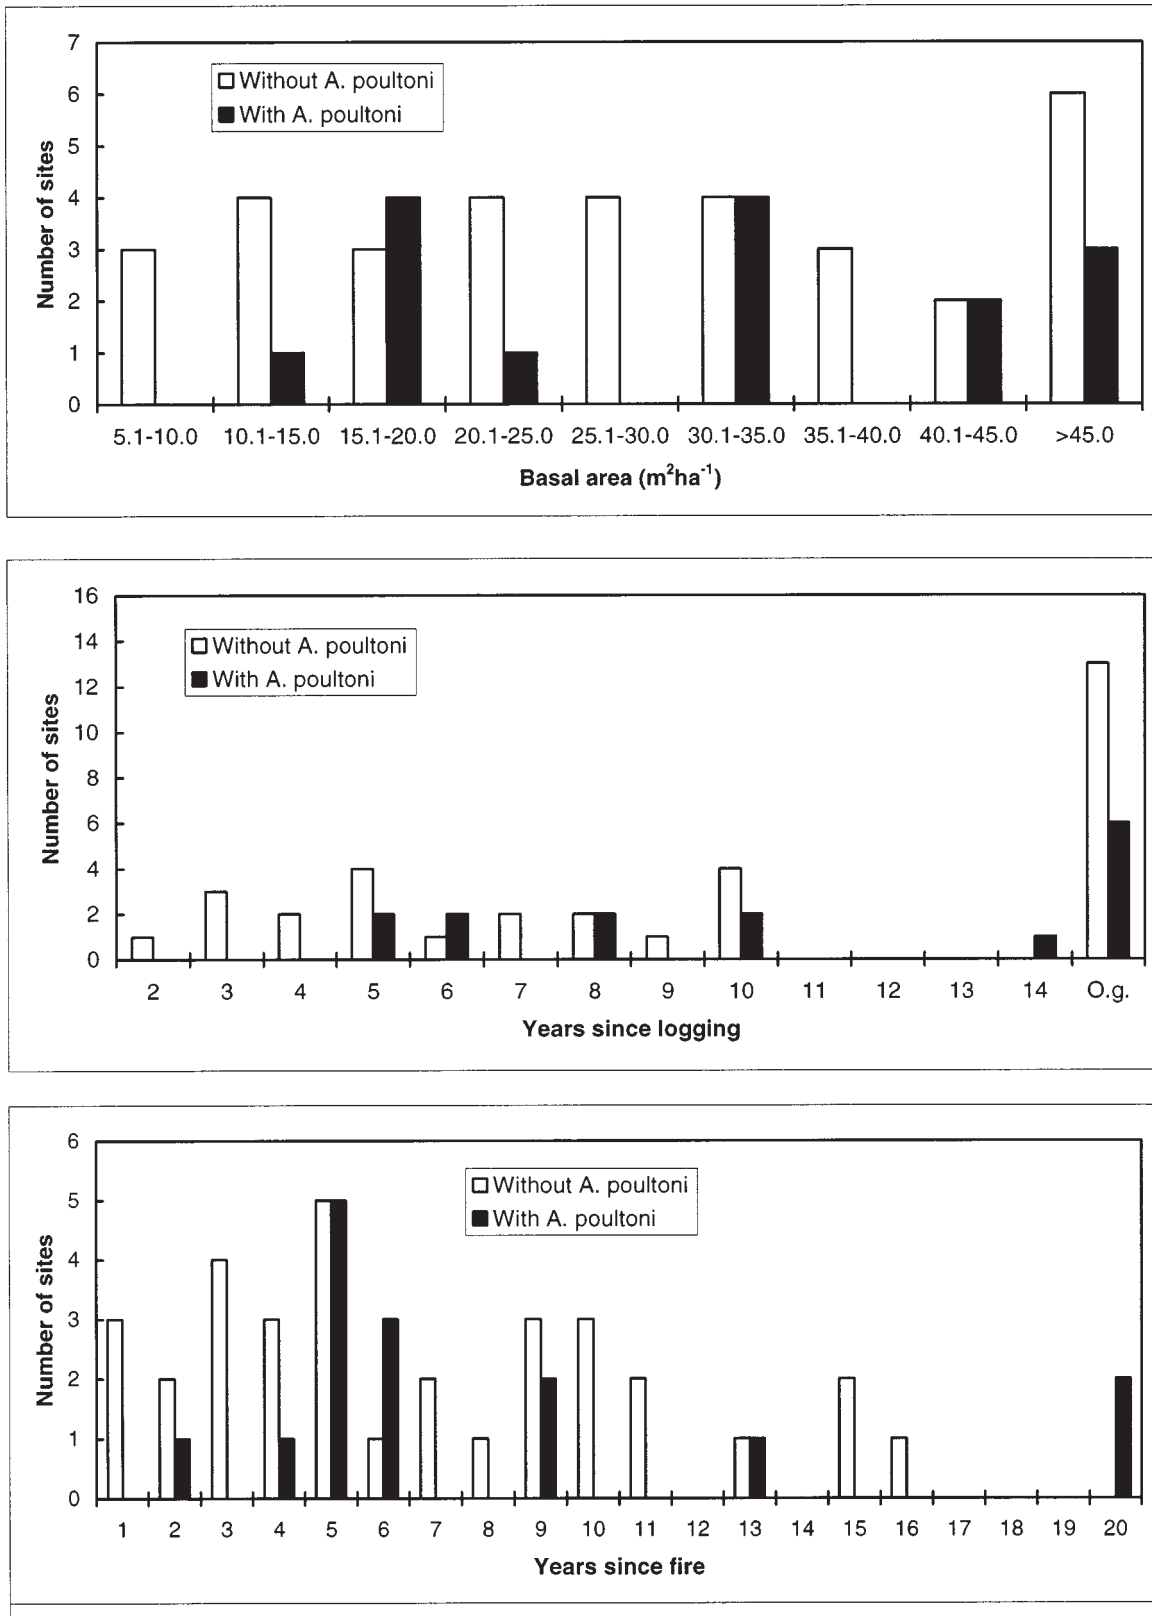 7
6
5
4
3
2
1
0
Number of sites
Without A. poultoni
With A. poultoni
5.1-10.0 10.1-15.0 15.1-20.0 20.1-25.0 25.1-30.0 30.1-35.0 35.1-40.0 40.1-45.0 >45.0
Basal area (m²ha⁻¹)
16
14
12
10
8
6
4
2
0
Number of sites
Without A. poultoni
With A. poultoni
2 3 4 5 6 7 8 9 10 11 12 13 14 O.g.
Years since logging
6
5
4
3
2
1
0
Number of sites
Without A. poultoni
With A. poultoni
1 2 3 4 5 6 7 8 9 10 11 12 13 14 15 16 17 18 19 20
Years since fire